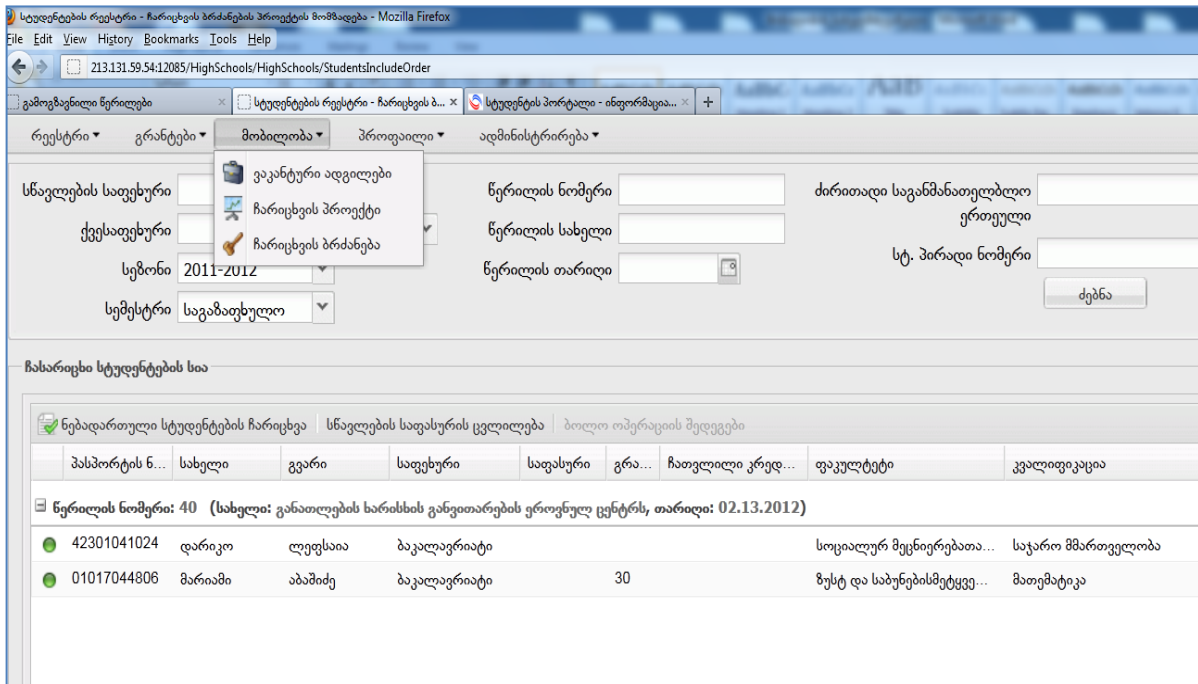 სტუდენტების რეესტრი - ჩარიცხვის ბრძანების პროექტის მომზადება - Mozilla Firefox
File Edit View History Bookmarks Tools Help
213.131.59.54:12085/HighSchools/HighSchools/StudentsIncludeOrder
გამოგზავნილი წერილები × სტუდენტების რეესტრი - ჩარიცხვის ბ... × სტუდენტის პორტალი - ინფორმაცია... × +
რეესტრი გრანტები მობილობა პროფაილი ადმინისტრირება
ვაკანტური ადგილები
ჩარიცხვის პროექტი
ჩარიცხვის ბრძანება
სწავლების საფეხური წერილის ნომერი ძირითადი საგანმანათელბლო ერთეული
ქვესაფეხური წერილის სახელი
სტ. პირადი ნომერი
სეზონი 2011-2012 წერილის თარიღი
ძებნა
სემესტრი საგაზაფხულო
ჩასარიცხი სტუდენტების სია
ნებადართული სტუდენტების ჩარიცხვა სწავლების საფასურის ცვლილება ბოლო ოპერაციის შედეგები
პასპორტის ნ... სახელი გვარი საფეხური საფასური გრა... ჩათვლილი კრედ... ფაკულტეტი კვალიფიკაცია
წერილის ნომერი: 40 (სახელი: განათლების ხარისხის განვითარების ეროვნულ ცენტრს, თარიღი: 02.13.2012)
42301041024 დარიკო ლეფსაია ბაკალავრიატი სოციალურ მეცნიერებათა... საჯარო მმართველობა
01017044806 მარიამი აბაშიძე ბაკალავრიატი 30 ზუსტ და საბუნებისმეტყვე... მათემატიკა